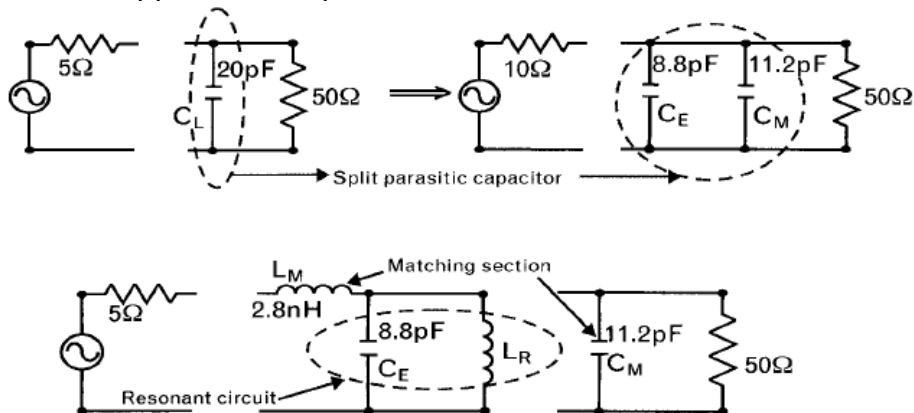 5Ω
20pF
C_L
50Ω
10Ω
8.8pF
C_E
11.2pF
C_M
50Ω
Split parasitic capacitor
L_M
Matching section
5Ω
2.8nH
8.8pF
C_E
L_R
11.2pF
C_M
50Ω
Resonant circuit